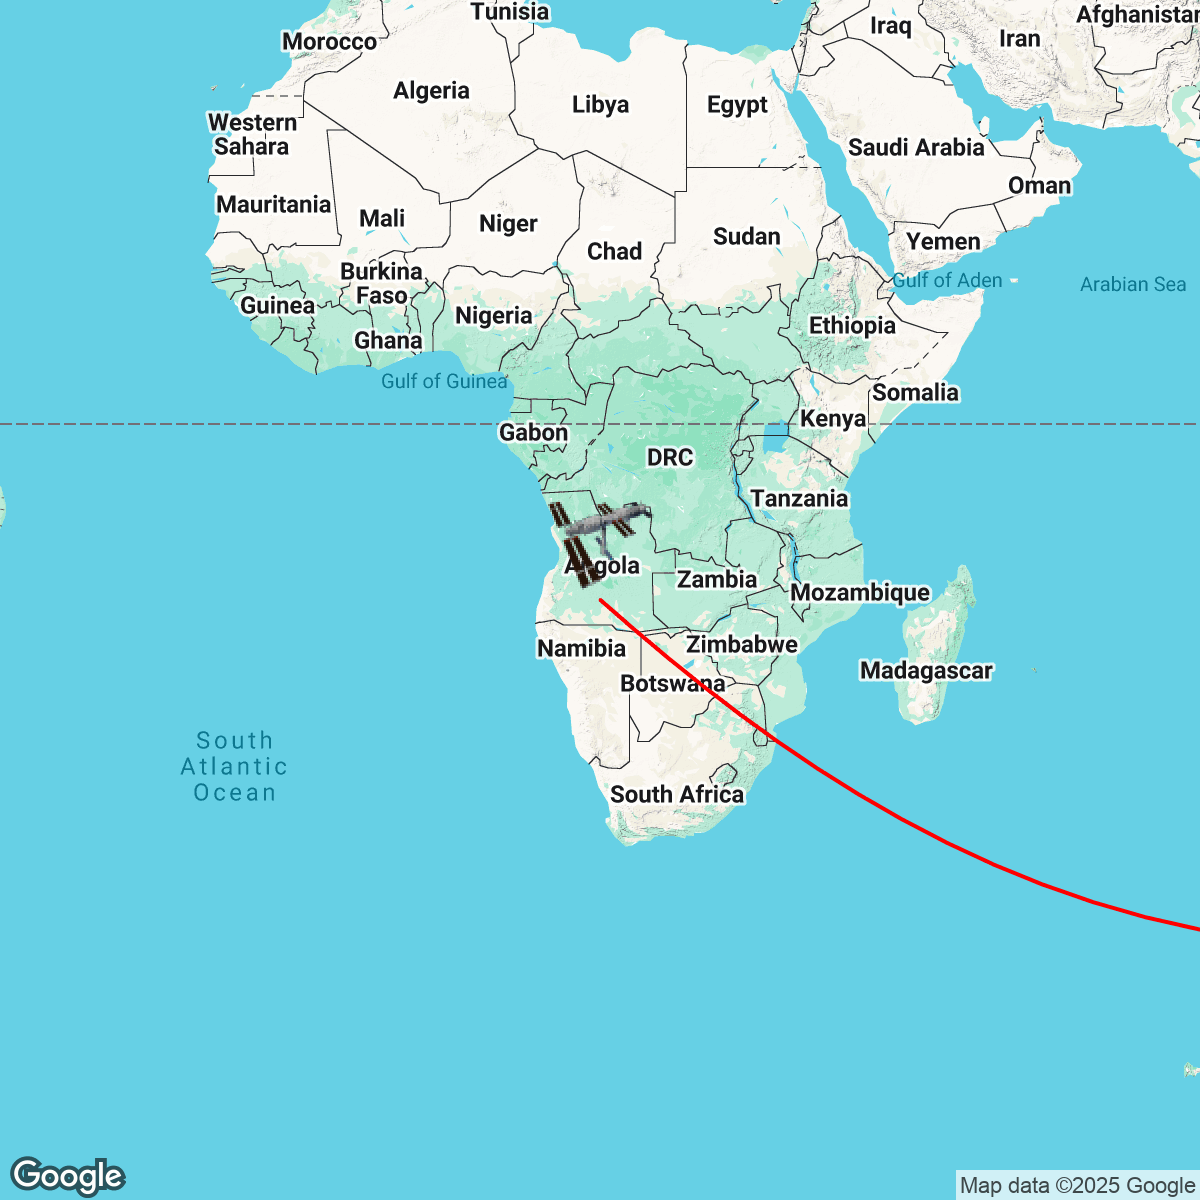 Tunisia
Afghanistan
Morocco
Iraq
Iran
Algeria
Libya
Egypt
Western
Sahara
Saudi Arabia
Oman
Mauritania
Mali
Niger
Sudan
Yemen
Chad
Burkina
Faso
Gulf of Aden
Arabian Sea
Guinea
Nigeria
Ethiopia
Ghana
Gulf of Guinea
Somalia
Kenya
Gabon
DRC
Tanzania
Angola
Zambia
Mozambique
Namibia
Zimbabwe
Madagascar
Botswana
South
Atlantic
Ocean
South Africa
Google
Map data ©2025 Google